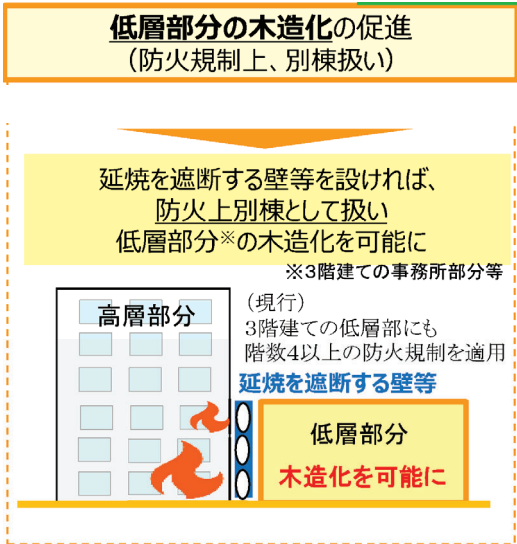 低層部分の木造化の促進
(防火規制上、別棟扱い)
延焼を遮断する壁等を設ければ、
防火上別棟として扱い
低層部分※の木造化を可能に
※3階建ての事務所部分等
高層部分
(現行)
3階建ての低層部にも
階数4以上の防火規制を適用
延焼を遮断する壁等
低層部分
木造化を可能に